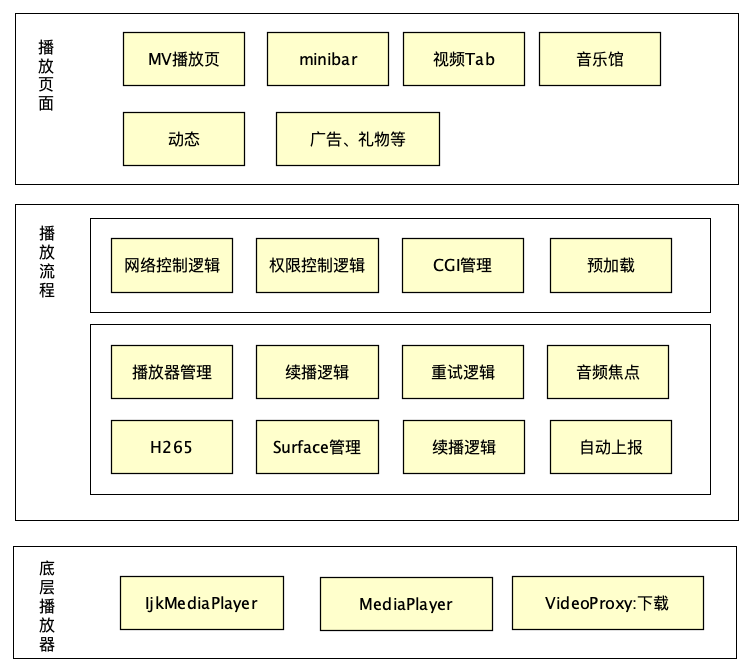 播放页面
MV播放页
minibar
视频Tab
音乐馆
动态
广告、礼物等
播放流程
网络控制逻辑
权限控制逻辑
CGI管理
预加载
播放器管理
续播逻辑
重试逻辑
音频焦点
H265
Surface管理
续播逻辑
自动上报
底层播放器
IjkMediaPlayer
MediaPlayer
VideoProxy:下载